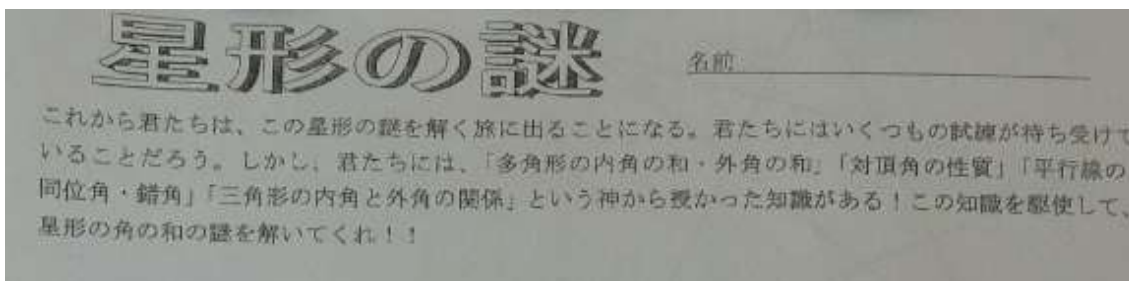 星形の謎
名前
これから君たちは、この星形の謎を解く旅に出ることになる。君たちにはいくつもの試練が待ち受けて
いることだろう。しかし、君たちには、「多角形の内角の和・外角の和」「対頂角の性質」「平行線の
同位角・錯角」「三角形の内角と外角の関係」という神から授かった知識がある！この知識を駆使して、
星形の角の和の謎を解いてくれ！！